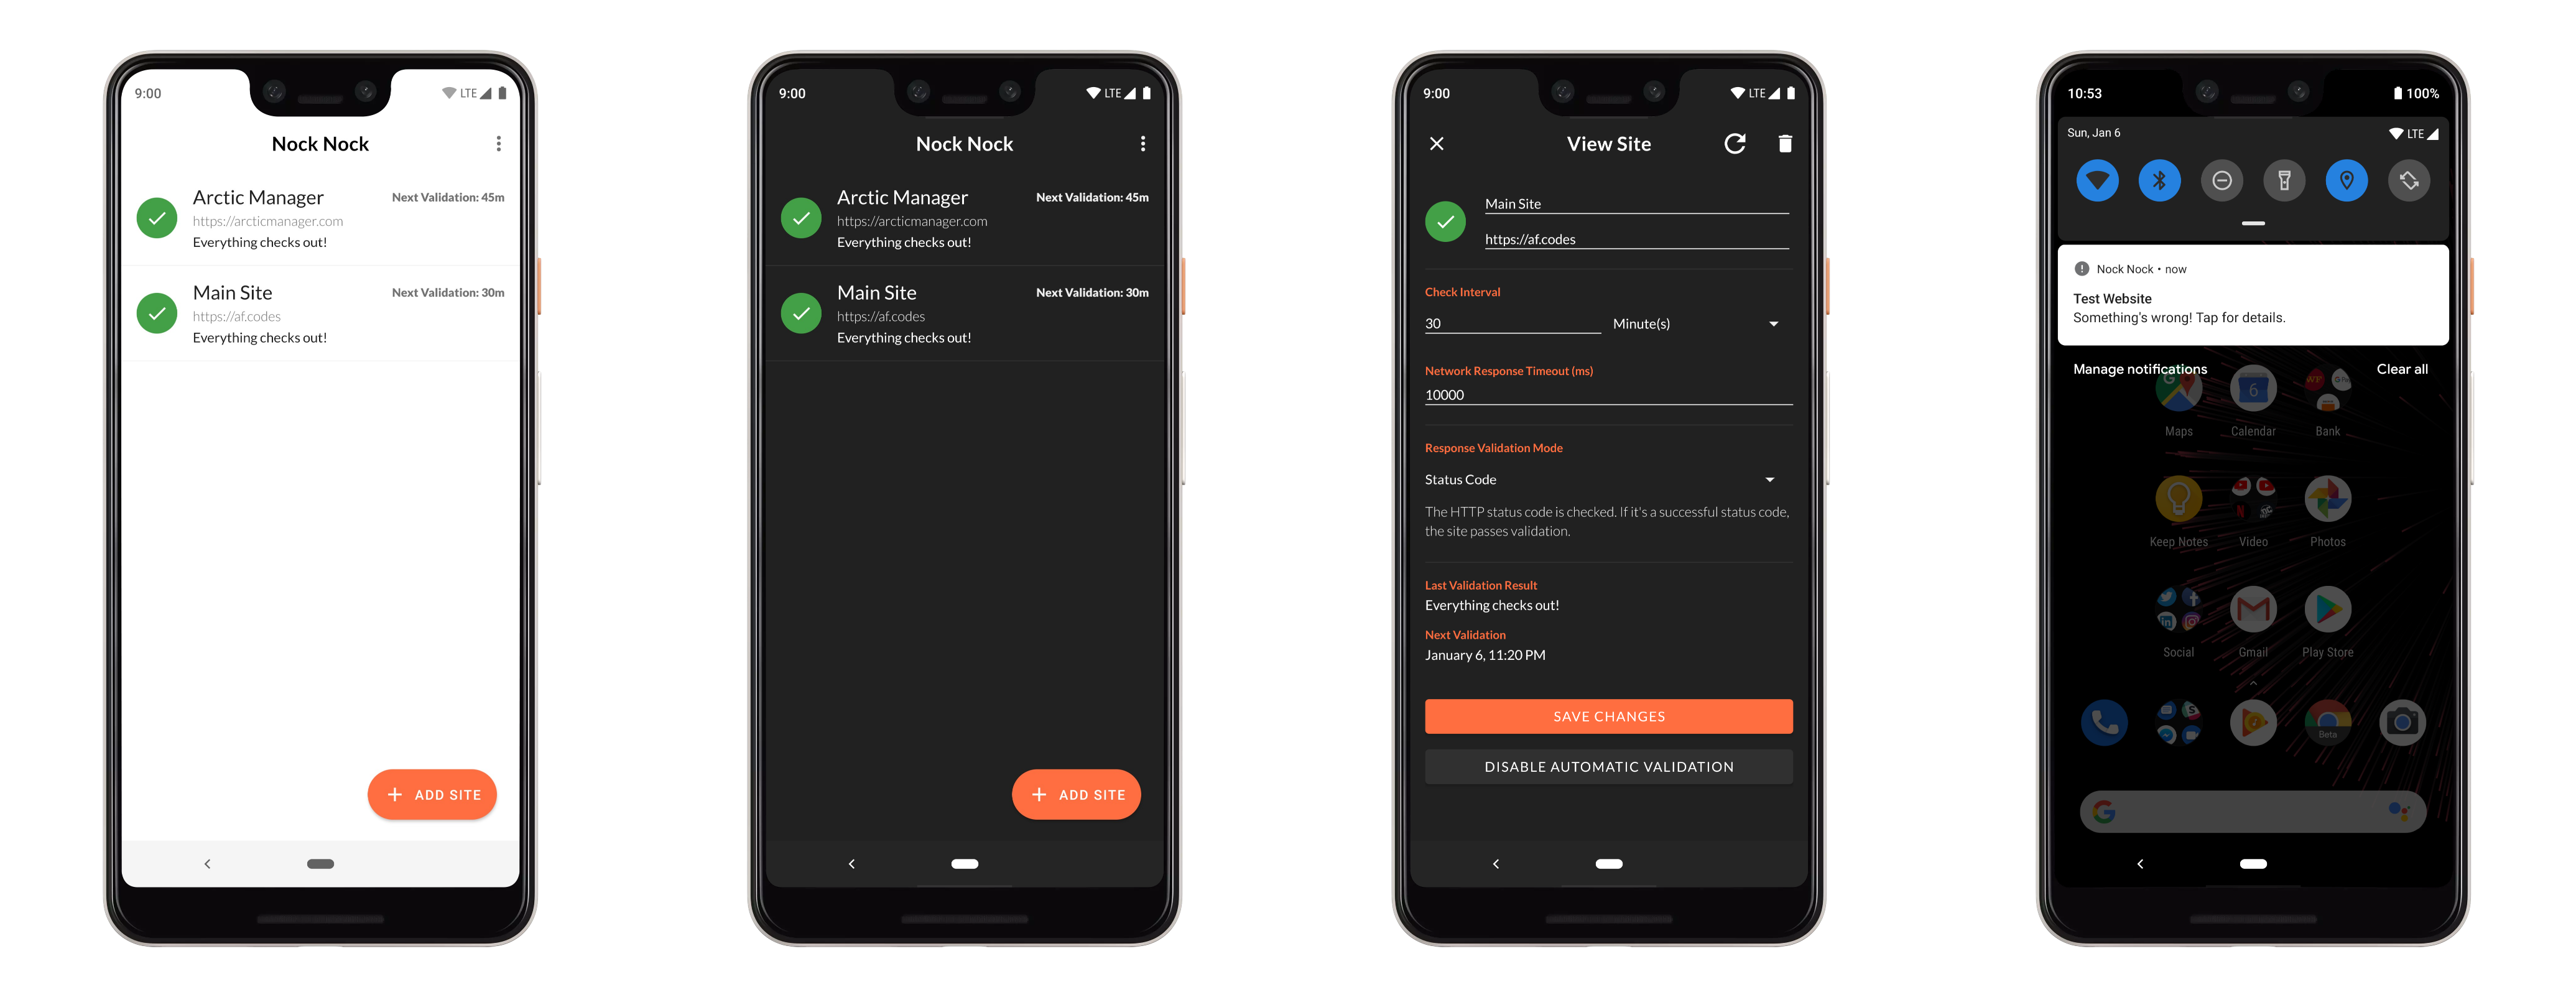 9:00
LTE
Nock Nock
Arctic Manager
Next Validation: 45m
https://arcticmanager.com
Everything checks out!
Main Site
Next Validation: 30m
https://af.codes
Everything checks out!
+ ADD SITE
9:00
LTE
Nock Nock
Arctic Manager
Next Validation: 45m
https://arcticmanager.com
Everything checks out!
Main Site
Next Validation: 30m
https://af.codes
Everything checks out!
+ ADD SITE
9:00
LTE
View Site
Main Site
https://af.codes
Check Interval
30
Minute(s)
Network Response Timeout (ms)
10000
Response Validation Mode
Status Code
The HTTP status code is checked. If it's a successful status code,
the site passes validation.
Last Validation Result
Everything checks out!
Next Validation
January 6, 11:20 PM
SAVE CHANGES
DISABLE AUTOMATIC VALIDATION
10:53
100%
Sun, Jan 6
LTE
Nock Nock • now
Test Website
Something's wrong! Tap for details.
Manage notifications
Clear all
6
Maps
Calendar
Bank
Keep Notes
Video
Photos
Social
Gmail
Play Store
Beta